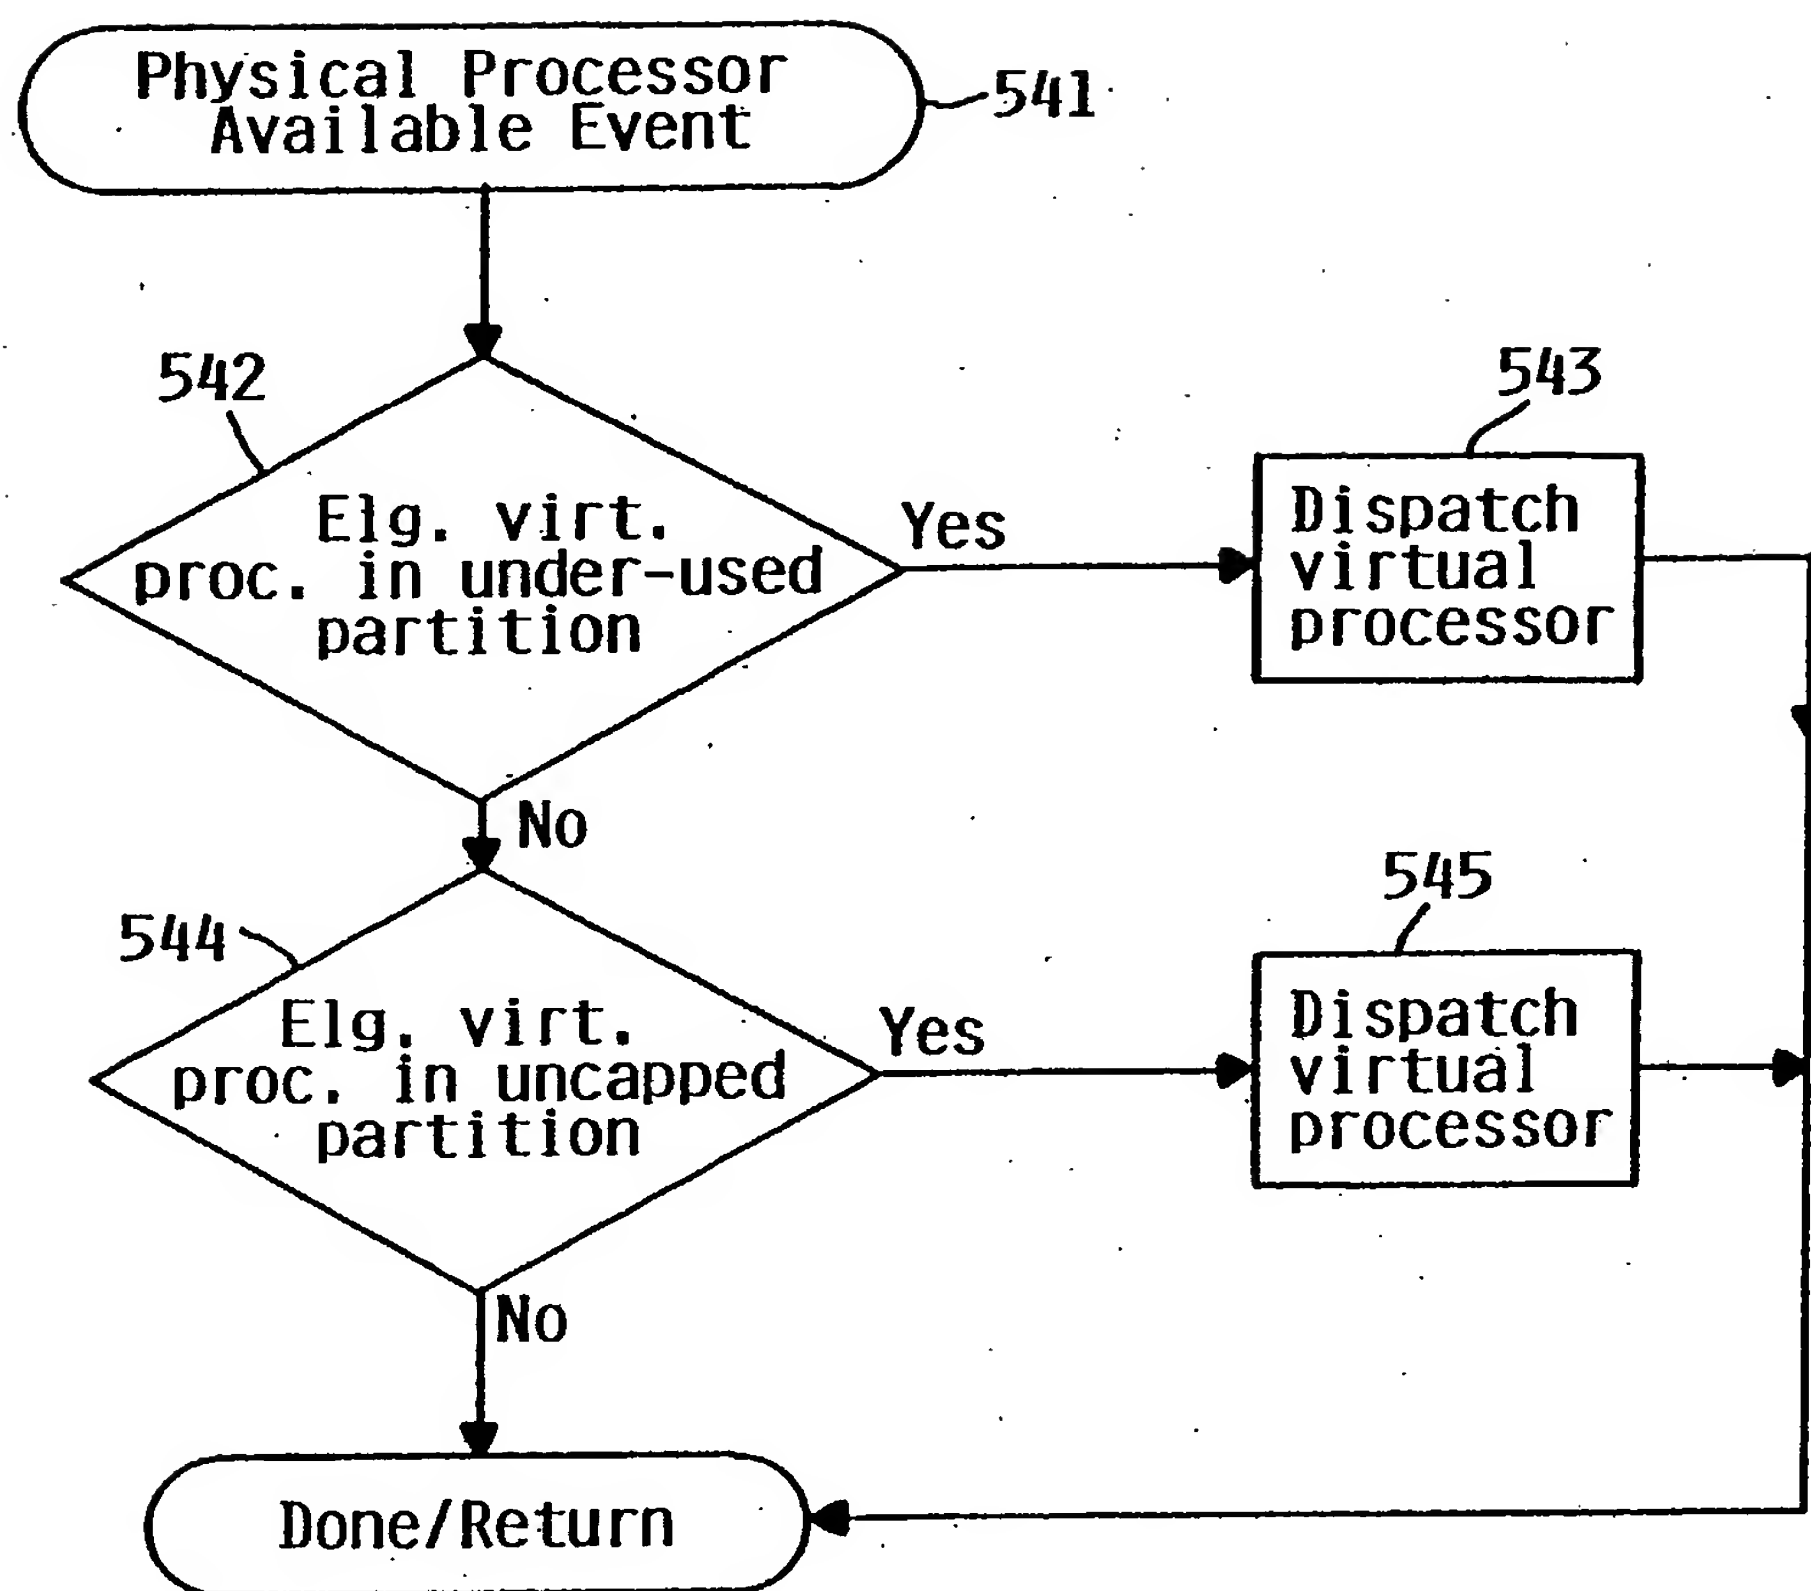 Physical Processor
Available Event
541
542
Elg. virt.
proc. in under-used
partition
Yes
543
Dispatch
virtual
processor
No
544
Elg. virt.
proc. in uncapped
partition
Yes
545
Dispatch
virtual
processor
No
Done/Return